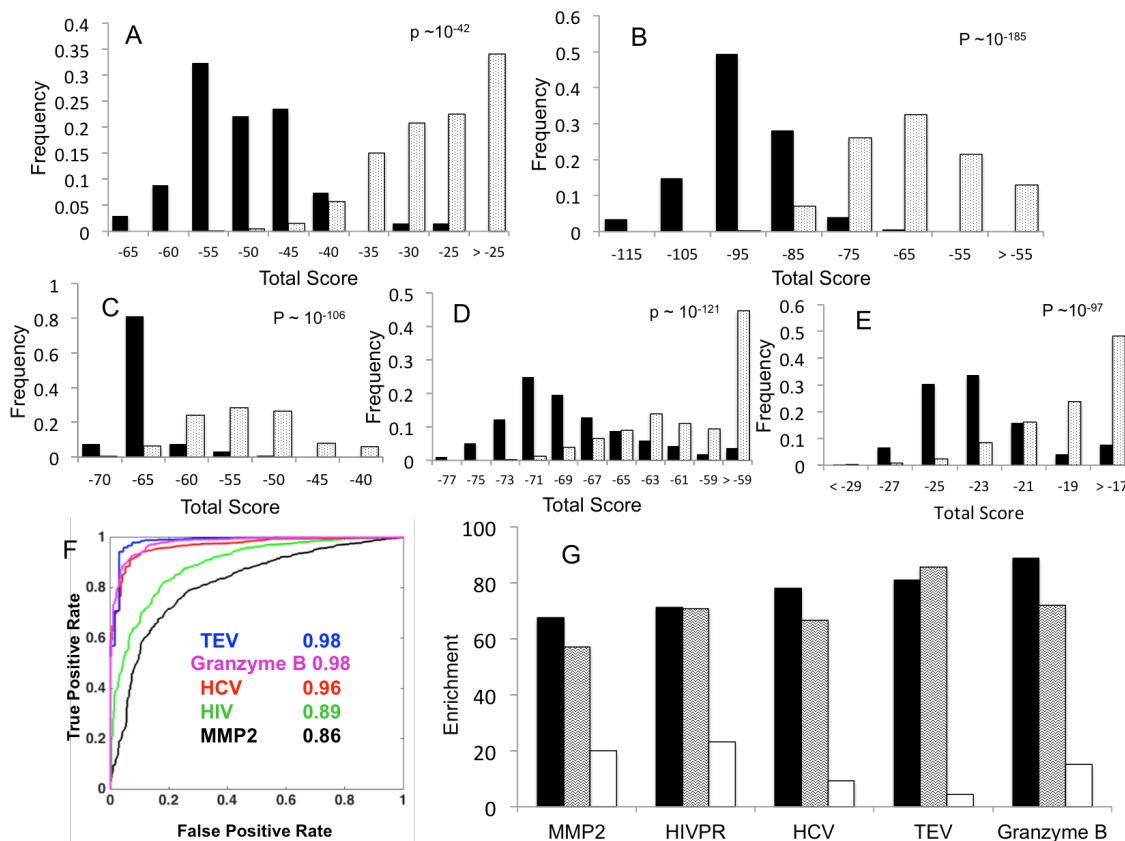 A
p ~10-42
Frequency
0.4
0.35
0.3
0.25
0.2
0.15
0.1
0.05
0
-65 -60 -55 -50 -45 -40 -35 -30 -25 > -25
Total Score
B
P ~10-185
Frequency
0.6
0.5
0.4
0.3
0.2
0.1
0
-115 -105 -95 -85 -75 -65 -55 > -55
Total Score
C
P ~ 10-106
Frequency
1
0.8
0.6
0.4
0.2
0
-70 -65 -60 -55 -50 -45 -40
Total Score
D
p ~ 10-121
Frequency
0.5
0.4
0.3
0.2
0.1
0
-77 -75 -73 -71 -69 -67 -65 -63 -61 -59 > -59
Total Score
E
P ~10-97
Frequency
0.6
0.5
0.4
0.3
0.2
0.1
0
< -29 -27 -25 -23 -21 -19 > -17
Total Score
F
True Positive Rate
1
0.8
0.6
0.4
0.2
0
TEV 0.98
Granzyme B 0.98
HCV 0.96
HIV 0.89
MMP2 0.86
0 0.2 0.4 0.6 0.8 1
False Positive Rate
G
Enrichment
100
80
60
40
20
0
MMP2 HIVPR HCV TEV Granzyme B